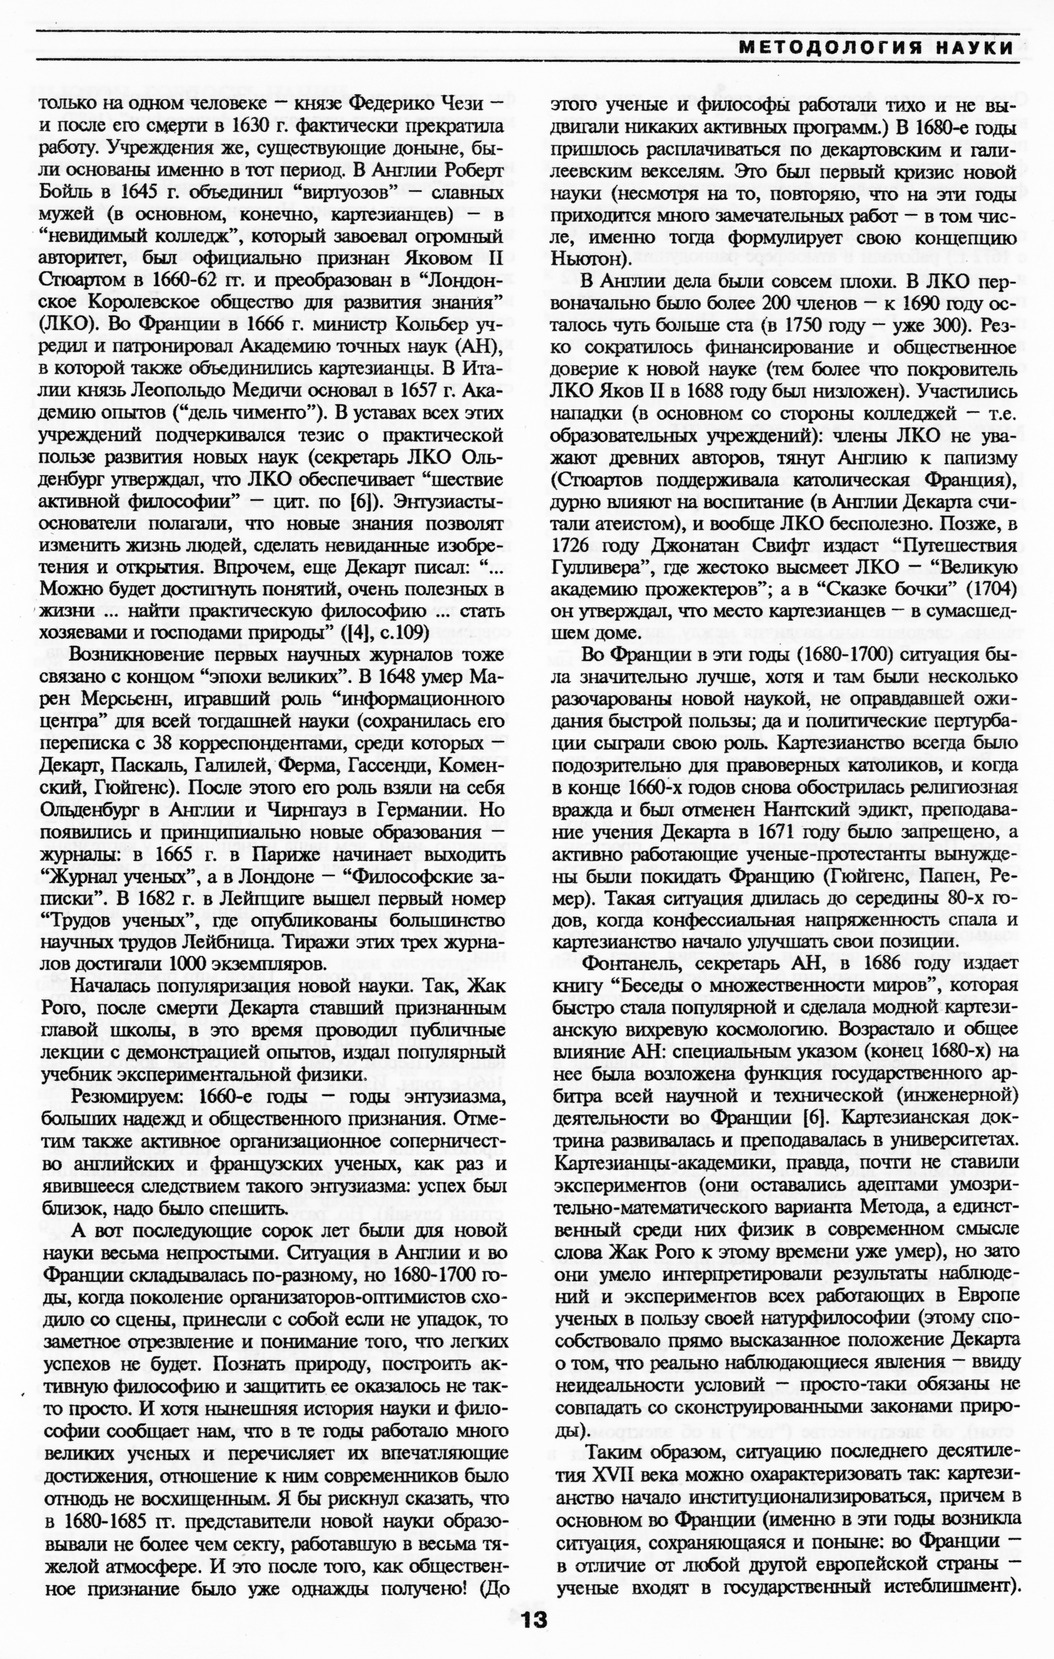 МЕТОДОЛОГИЯ НАУКИ
только на одном человеке — князе Федерико Чези —
и после его смерти в 1630 г. фактически прекратила
работу. Учреждения же, существующие доныне, бы-
ли основаны именно в тот период. В Англии Роберт
Бойль в 1645 г. объединил “виртуозов” — славных
мужей (в основном, конечно, картезианцев) — в
“невидимый колледж”, который завоевал огромный
авторитет, был официально признан Яковом II
Стюартом в 1660-62 гг. и преобразован в “Лондон-
ское Королевское общество для развития знания”
(ЛКО). Во Франции в 1666 г. министр Кольбер уч-
редил и патронировал Академию точных наук (АН),
в которой также объединились картезианцы. В Ита-
лии князь Леопольдо Медичи основал в 1657 г. Ака-
демию опытов (“дель чименто”). В уставах всех этих
учреждений подчеркивался тезис о практической
пользе развития новых наук (секретарь ЛКО Оль-
денбург утверждал, что ЛКО обеспечивает “шествие
активной философии” — цит. по [6]). Энтузиасты-
основатели полагали, что новые знания позволят
изменить жизнь людей, сделать невиданные изобре-
тения и открытия. Впрочем, еще Декарт писал: “...
Можно будет достигнуть понятий, очень полезных в
жизни ... найти практическую философию ... стать
хозяевами и господами природы” ([4], с.109)
Возникновение первых научных журналов тоже
связано с концом “эпохи великих”. В 1648 умер Ма-
рен Мерсьенн, игравший роль “информационного
центра” для всей тогдашней науки (сохранилась его
переписка с 38 корреспондентами, среди которых —
Декарт, Паскаль, Галилей, Ферма, Гассенди, Комен-
ский, Гюйгенс). После этого его роль взяли на себя
Ольденбург в Англии и Чирнгауз в Германии. Но
появились и принципиально новые образования —
журналы: в 1665 г. в Париже начинает выходить
“Журнал ученых”, а в Лондоне — “Философские за-
писки”. В 1682 г. в Лейпциге вышел первый номер
“Трудов ученых”, где опубликованы большинство
научных трудов Лейбница. Тиражи этих трех журна-
лов достигали 1000 экземпляров.
Началась популяризация новой науки. Так, Жак
Рого, после смерти Декарта ставший признанным
главой школы, в это время проводил публичные
лекции с демонстрацией опытов, издал популярный
учебник экспериментальной физики.
Резюмируем: 1660-е годы — годы энтузиазма,
больших надежд и общественного признания. Отме-
тим также активное организационное соперничест-
во английских и французских ученых, как раз и
явившееся следствием такого энтузиазма: успех был
близок, надо было спешить.
А вот последующие сорок лет были для новой
науки весьма непростыми. Ситуация в Англии и во
Франции складывалась по-разному, но 1680-1700 го-
ды, когда поколение организаторов-оптимистов схо-
дило со сцены, принесли с собой если не упадок, то
заметное отрезвление и понимание того, что легких
успехов не будет. Познать природу, построить ак-
тивную философию и защитить ее оказалось не так-
то просто. И хотя нынешняя история науки и фило-
софии сообщает нам, что в те годы работало много
великих ученых и перечисляет их впечатляющие
достижения, отношение к ним современников было
отнюдь не восхищенным. Я бы рискнул сказать, что
в 1680-1685 гг. представители новой науки образо-
вывали не более чем секту, работавшую в весьма тя-
желой атмосфере. И это после того, как обществен-
ное признание было уже однажды получено! (До
этого ученые и философы работали тихо и не вы-
двигали никаких активных программ.) В 1680-е годы
пришлось расплачиваться по декартовским и гали-
леевским векселям. Это был первый кризис новой
науки (несмотря на то, повторяю, что на эти годы
приходится много замечательных работ — в том чис-
ле, именно тогда формулирует свою концепцию
Ньютон).
В Англии дела были совсем плохи. В ЛКО пер-
воначально было более 200 членов — к 1690 году ос-
талось чуть больше ста (в 1750 году — уже 300). Рез-
ко сократилось финансирование и общественное
доверие к новой науке (тем более что покровитель
ЛКО Яков II в 1688 году был низложен). Участились
нападки (в основном со стороны колледжей — т.е.
образовательных учреждений): члены ЛКО не ува-
жают древних авторов, тянут Англию к папизму
(Стюартов поддерживала католическая Франция),
дурно влияют на воспитание (в Англии Декарта счи-
тали атеистом), и вообще ЛКО бесполезно. Позже, в
1726 году Джонатан Свифт издаст “Путешествия
Гулливера”, где жестоко высмеет ЛКО — “Великую
академию прожектеров”; а в “Сказке бочки” (1704)
он утверждал, что место картезианцев — в сумасшед-
шем доме.
Во Франции в эти годы (1680-1700) ситуация бы-
ла значительно лучше, хотя и там были несколько
разочарованы новой наукой, не оправдавшей ожи-
дания быстрой пользы; да и политические пертурба-
ции сыграли свою роль. Картезианство всегда было
подозрительно для правоверных католиков, и когда
в конце 1660-х годов снова обострилась религиозная
вражда и был отменен Нантский эдикт, преподава-
ние учения Декарта в 1671 году было запрещено, а
активно работающие ученые-протестанты вынужде-
ны были покидать Францию (Гюйгенс, Папен, Ре-
мер). Такая ситуация длилась до середины 80-х го-
дов, когда конфессиальная напряженность спала и
картезианство начало улучшать свои позиции.
Фонтанель, секретарь АН, в 1686 году издает
книгу “Беседы о множественности миров”, которая
быстро стала популярной и сделала модной картези-
анскую вихревую космологию. Возрастало и общее
влияние АН: специальным указом (конец 1680-х) на
нее была возложена функция государственного ар-
битра всей научной и технической (инженерной)
деятельности во Франции [6]. Картезианская док-
трина развивалась и преподавалась в университетах.
Картезианцы-академики, правда, почти не ставили
экспериментов (они оставались адептами умозри-
тельно-математического варианта Метода, а единст-
венный среди них физик в современном смысле
слова Жак Рого к этому времени уже умер), но зато
они умело интерпретировали результаты наблюде-
ний и экспериментов всех работающих в Европе
ученых в пользу своей натурфилософии (этому спо-
собствовало прямо высказанное положение Декарта
о том, что реально наблюдающиеся явления — ввиду
неидеальности условий — просто-таки обязаны не
совпадать со сконструированными законами приро-
ды).
Таким образом, ситуацию последнего десятиле-
тия XVII века можно охарактеризовать так: картези-
анство начало институционализироваться, причем в
основном во Франции (именно в эти годы возникла
ситуация, сохраняющаяся и поныне: во Франции —
в отличие от любой другой европейской страны —
ученые входят в государственный истеблишмент).
13